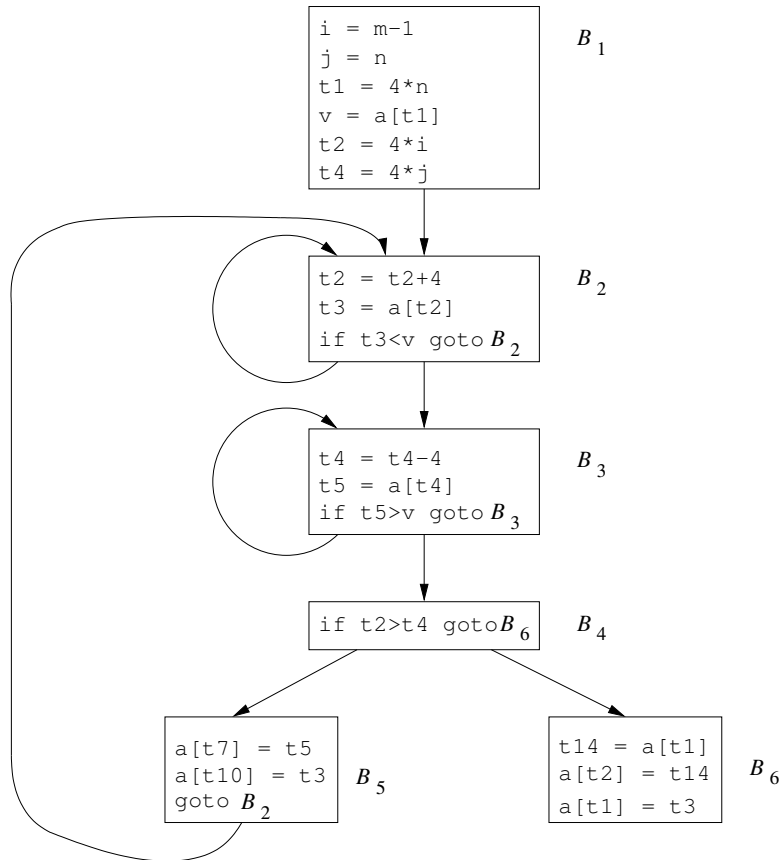 i = m-1
j = n
t1 = 4*n
v = a[t1]
t2 = 4*i
t4 = 4*j
B1
t2 = t2+4
t3 = a[t2]
if t3<v goto B2
B2
t4 = t4-4
t5 = a[t4]
if t5>v goto B3
B3
if t2>t4 goto B6
B4
a[t7] = t5
a[t10] = t3
goto B2
B5
t14 = a[t1]
a[t2] = t14
a[t1] = t3
B6